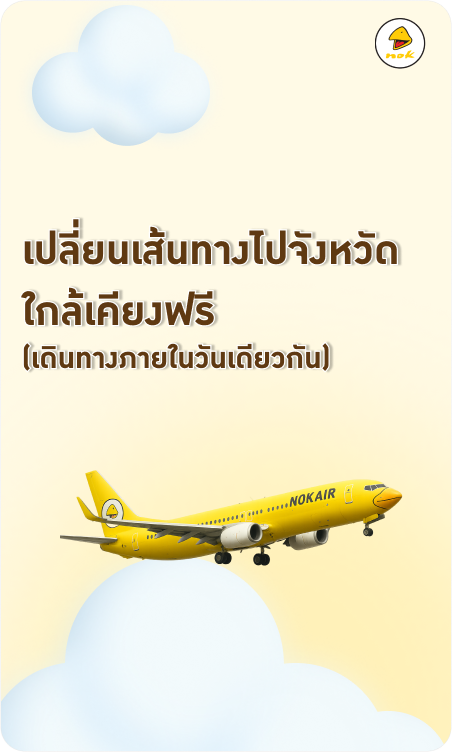 nok
เปลี่ยนเส้นทางไปจังหวัด
ใกล้เคียงฟรี
(เดินทางภายในวันเดียวกัน)
NOKAIR